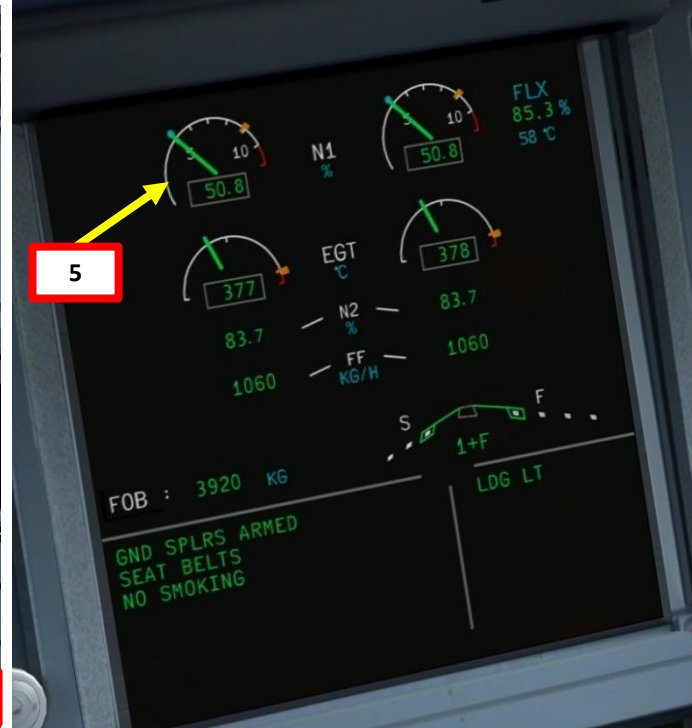 FLX
85.3 %
58 °C
5 10 N1 5 10
50.8 % 50.8
5
EGT
377 °C 378
83.7 N2 83.7
%
1060 FF 1060
KG/H
S F
1+F
FOB : 3920 KG
LDG LT
GND SPLRS ARMED
SEAT BELTS
NO SMOKING